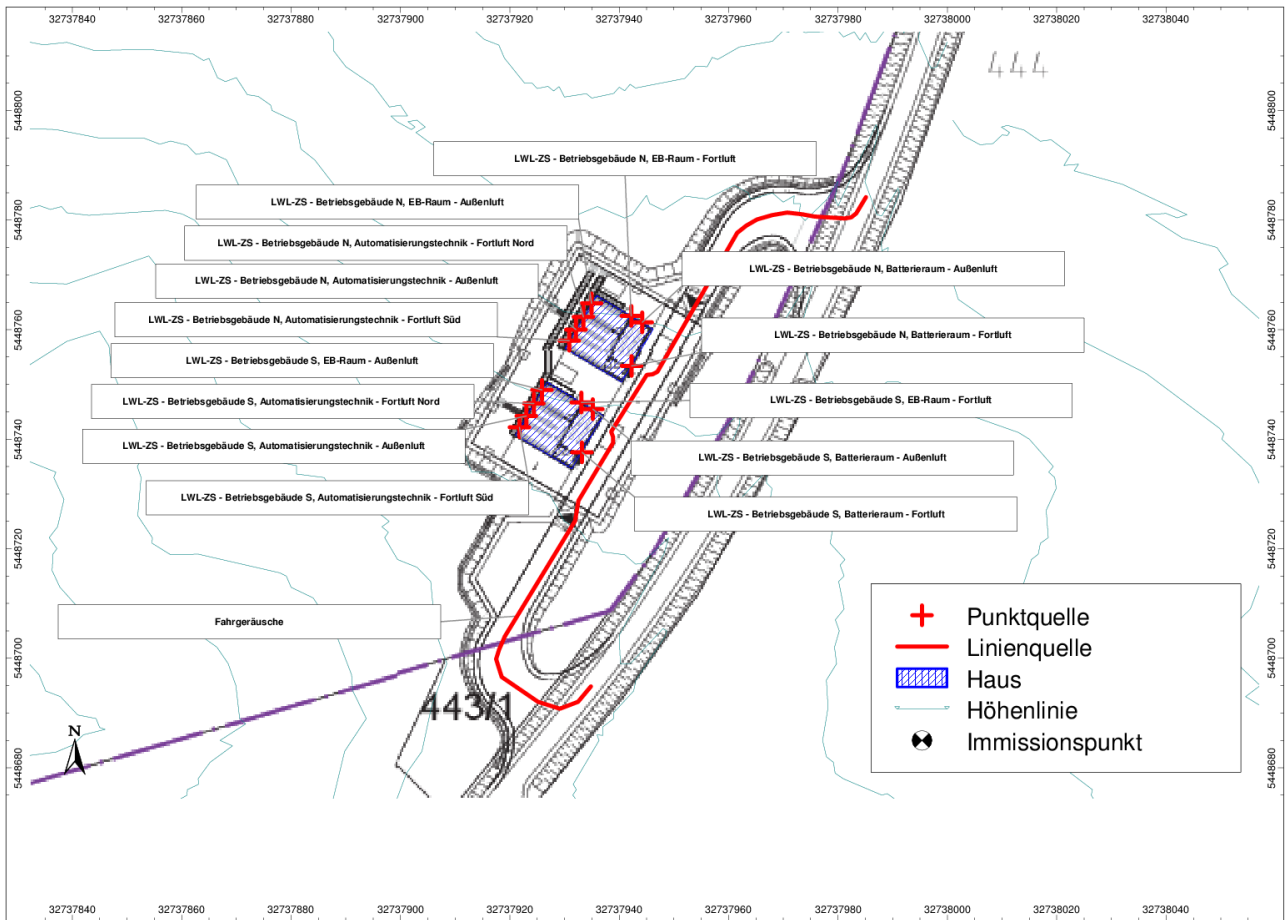 32737840 32737860 32737880 32737900 32737920 32737940 32737960 32737980 32738000 32738020 32738040
444
5448800
5448800
LWL-ZS - Betriebsgebäude N, EB-Raum - Fortluft
LWL-ZS - Betriebsgebäude N, EB-Raum - Außenluft
5448780
5448780
LWL-ZS - Betriebsgebäude N, Automatisierungstechnik - Fortluft Nord
LWL-ZS - Betriebsgebäude N, Batterieraum - Außenluft
LWL-ZS - Betriebsgebäude N, Automatisierungstechnik - Außenluft
LWL-ZS - Betriebsgebäude N, Automatisierungstechnik - Fortluft Süd
5448760
5448760
LWL-ZS - Betriebsgebäude N, Batterieraum - Fortluft
LWL-ZS - Betriebsgebäude S, EB-Raum - Außenluft
LWL-ZS - Betriebsgebäude S, EB-Raum - Fortluft
LWL-ZS - Betriebsgebäude S, Automatisierungstechnik - Fortluft Nord
5448740
5448740
LWL-ZS - Betriebsgebäude S, Automatisierungstechnik - Außenluft
LWL-ZS - Betriebsgebäude S, Batterieraum - Außenluft
LWL-ZS - Betriebsgebäude S, Automatisierungstechnik - Fortluft Süd
LWL-ZS - Betriebsgebäude S, Batterieraum - Fortluft
5448720
5448720
Fahrgeräusche
Punktquelle
Linienquelle
Haus
Höhenlinie
Immissionspunkt
5448700
5448700
443/1
N
5448680
5448680
32737840 32737860 32737880 32737900 32737920 32737940 32737960 32737980 32738000 32738020 32738040